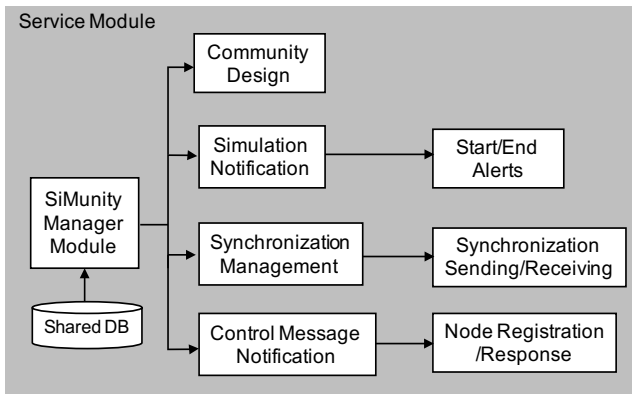 Service Module
Community
Design
Simulation
Notification
Start/End
Alerts
SiMunity
Manager
Module
Synchronization
Management
Synchronization
Sending/Receiving
Shared DB
Control Message
Notification
Node Registration
/Response